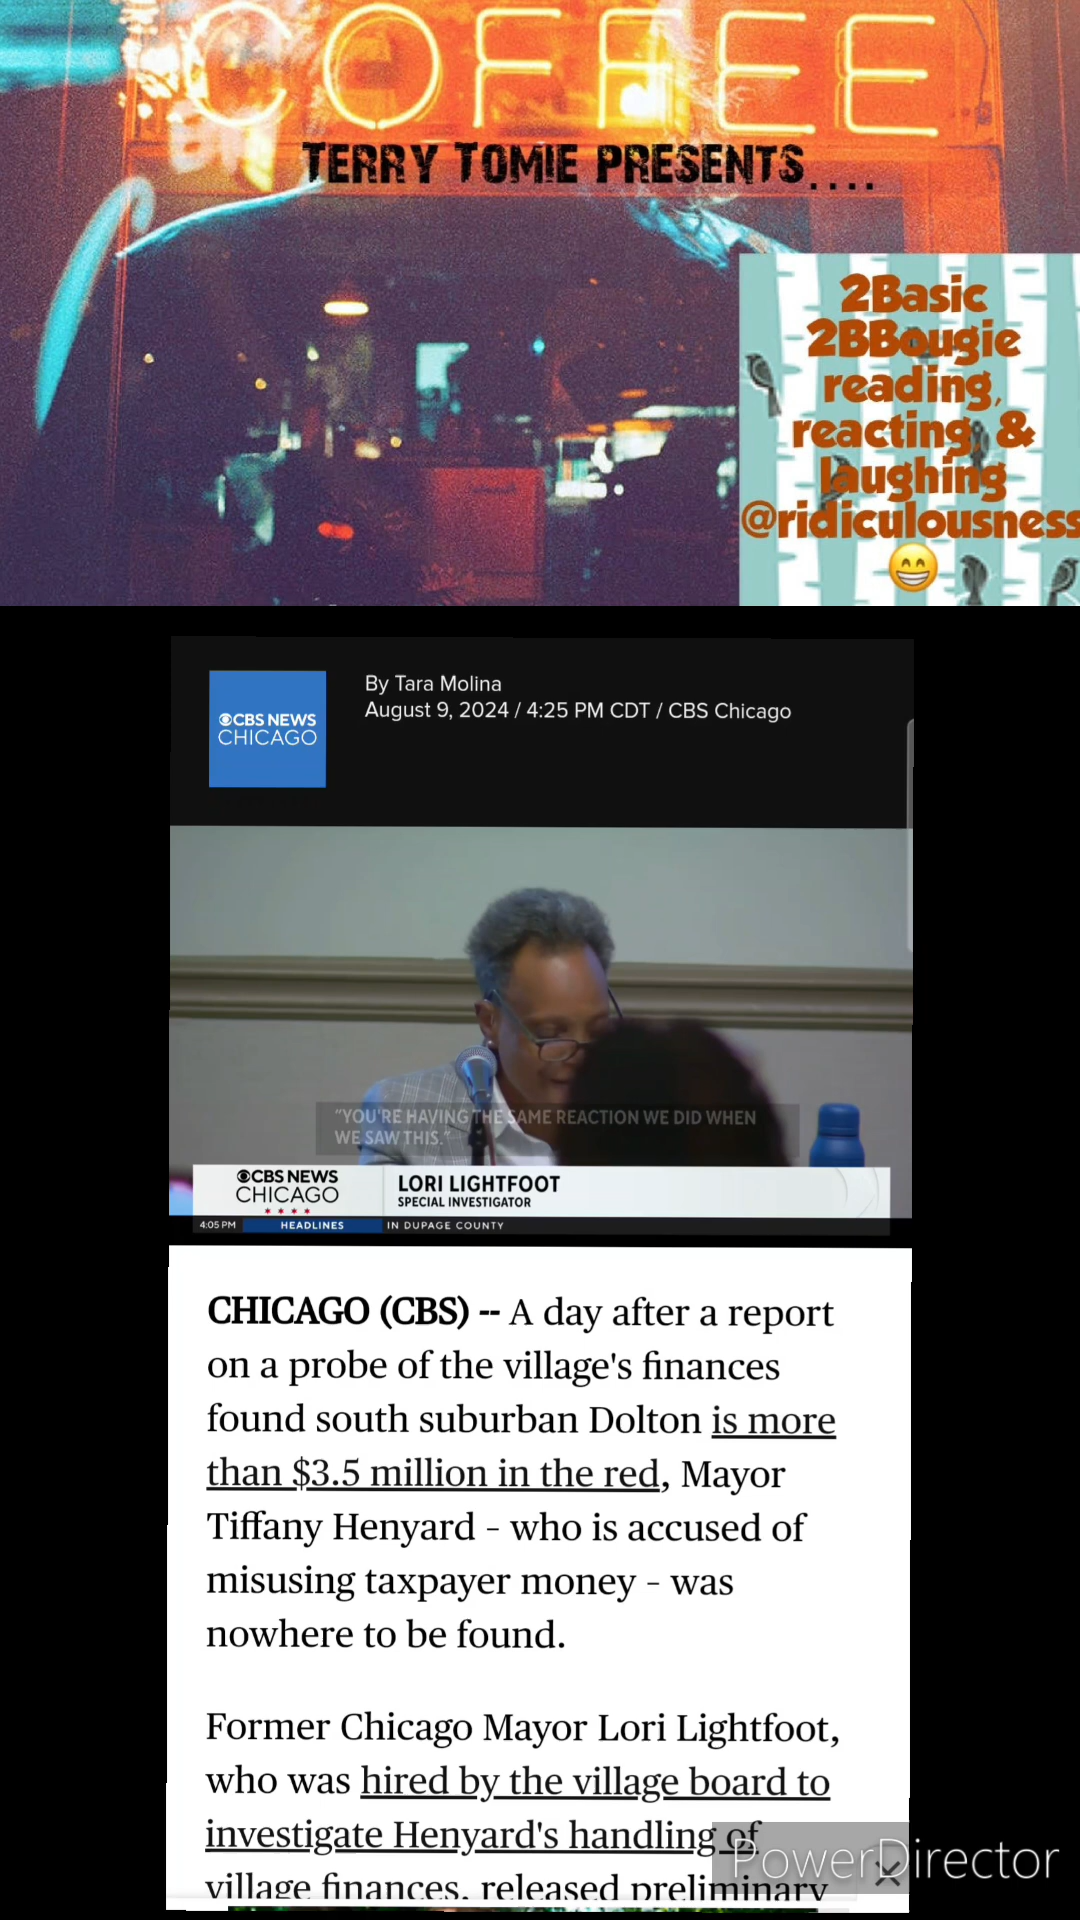 COFFEE
TERRY TOMIE PRESENTS....
2Basic
2BBougie
reading,
reacting, &
laughing
@ridiculousness
By Tara Molina
August 9, 2024 / 4:25 PM CDT / CBS Chicago
CBS NEWS
CHICAGO
"YOU'RE HAVING THE SAME REACTION WE DID WHEN
WE SAW THIS."
CBS NEWS
CHICAGO
LORI LIGHTFOOT
SPECIAL INVESTIGATOR
4:05 PM HEADLINES IN DUPAGE COUNTY
CHICAGO (CBS) -- A day after a report
on a probe of the village's finances
found south suburban Dolton is more
than $3.5 million in the red, Mayor
Tiffany Henyard – who is accused of
misusing taxpayer money – was
nowhere to be found.
Former Chicago Mayor Lori Lightfoot,
who was hired by the village board to
investigate Henyard's handling of
village finances, released preliminary
PowerDirector